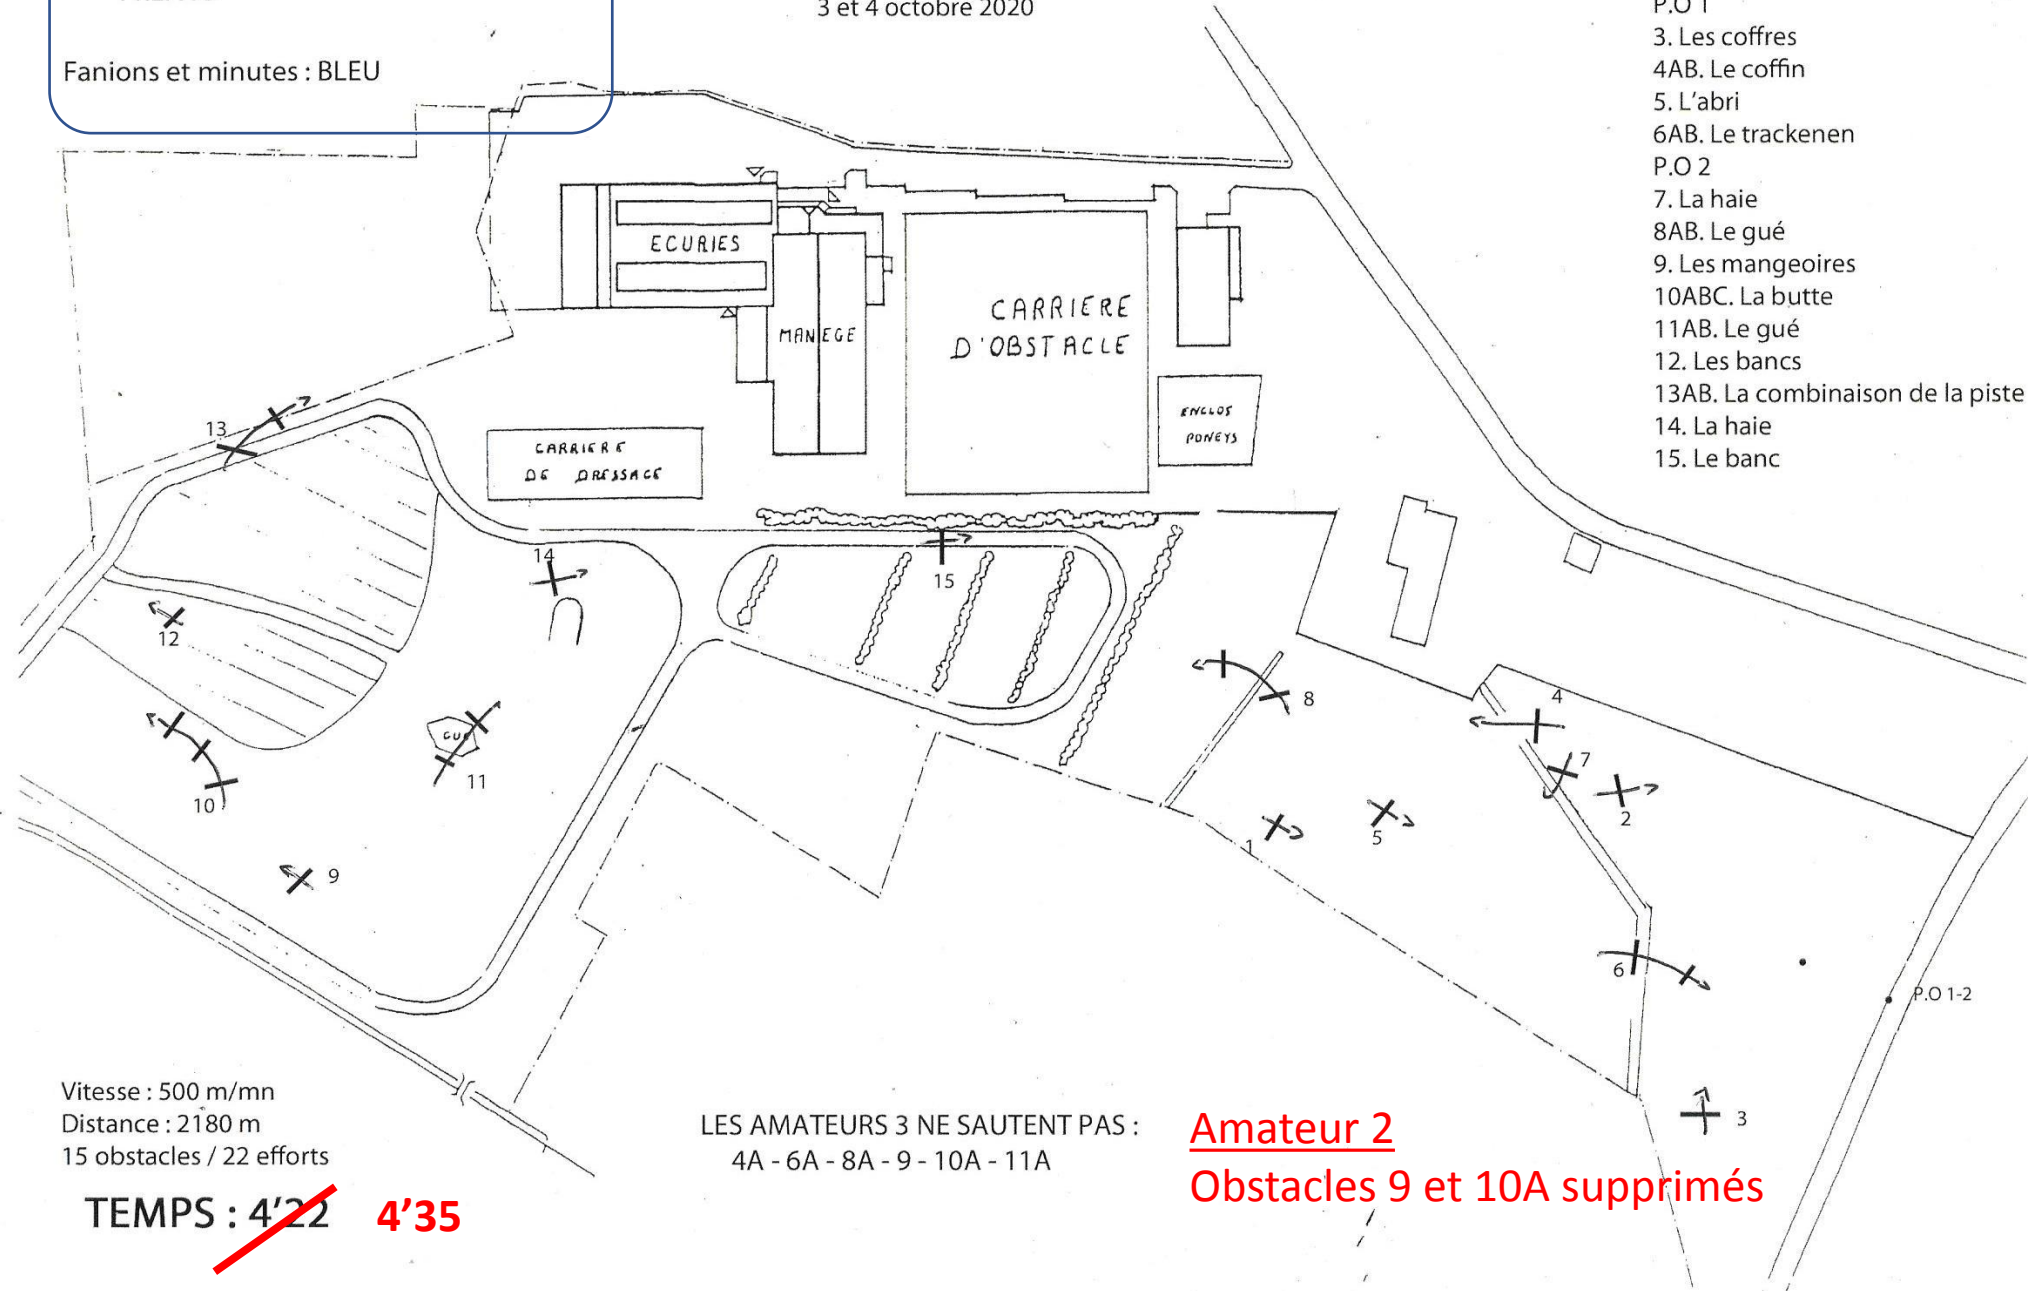 3 et 4 octobre 2020
Fanions et minutes : BLEU
P.O 1
3. Les coffres
4AB. Le coffin
5. L'abri
6AB. Le trackenen
P.O 2
7. La haie
8AB. Le gué
9. Les mangeoires
10ABC. La butte
11AB. Le gué
12. Les bancs
13AB. La combinaison de la piste
14. La haie
15. Le banc
ECURIES
MANEGE
CARRIERE
D'OBSTACLE
ENCLOS
PONEYS
CARRIERE
DE DRESSAGE
13
14
15
12
8
4
7
2
GUE
11
10
1
5
9
6
P.O 1-2
3
Vitesse : 500 m/mn
Distance : 2180 m
15 obstacles / 22 efforts
TEMPS : 4'22 4'35
LES AMATEURS 3 NE SAUTENT PAS :
4A - 6A - 8A - 9 - 10A - 11A
Amateur 2
Obstacles 9 et 10A supprimés